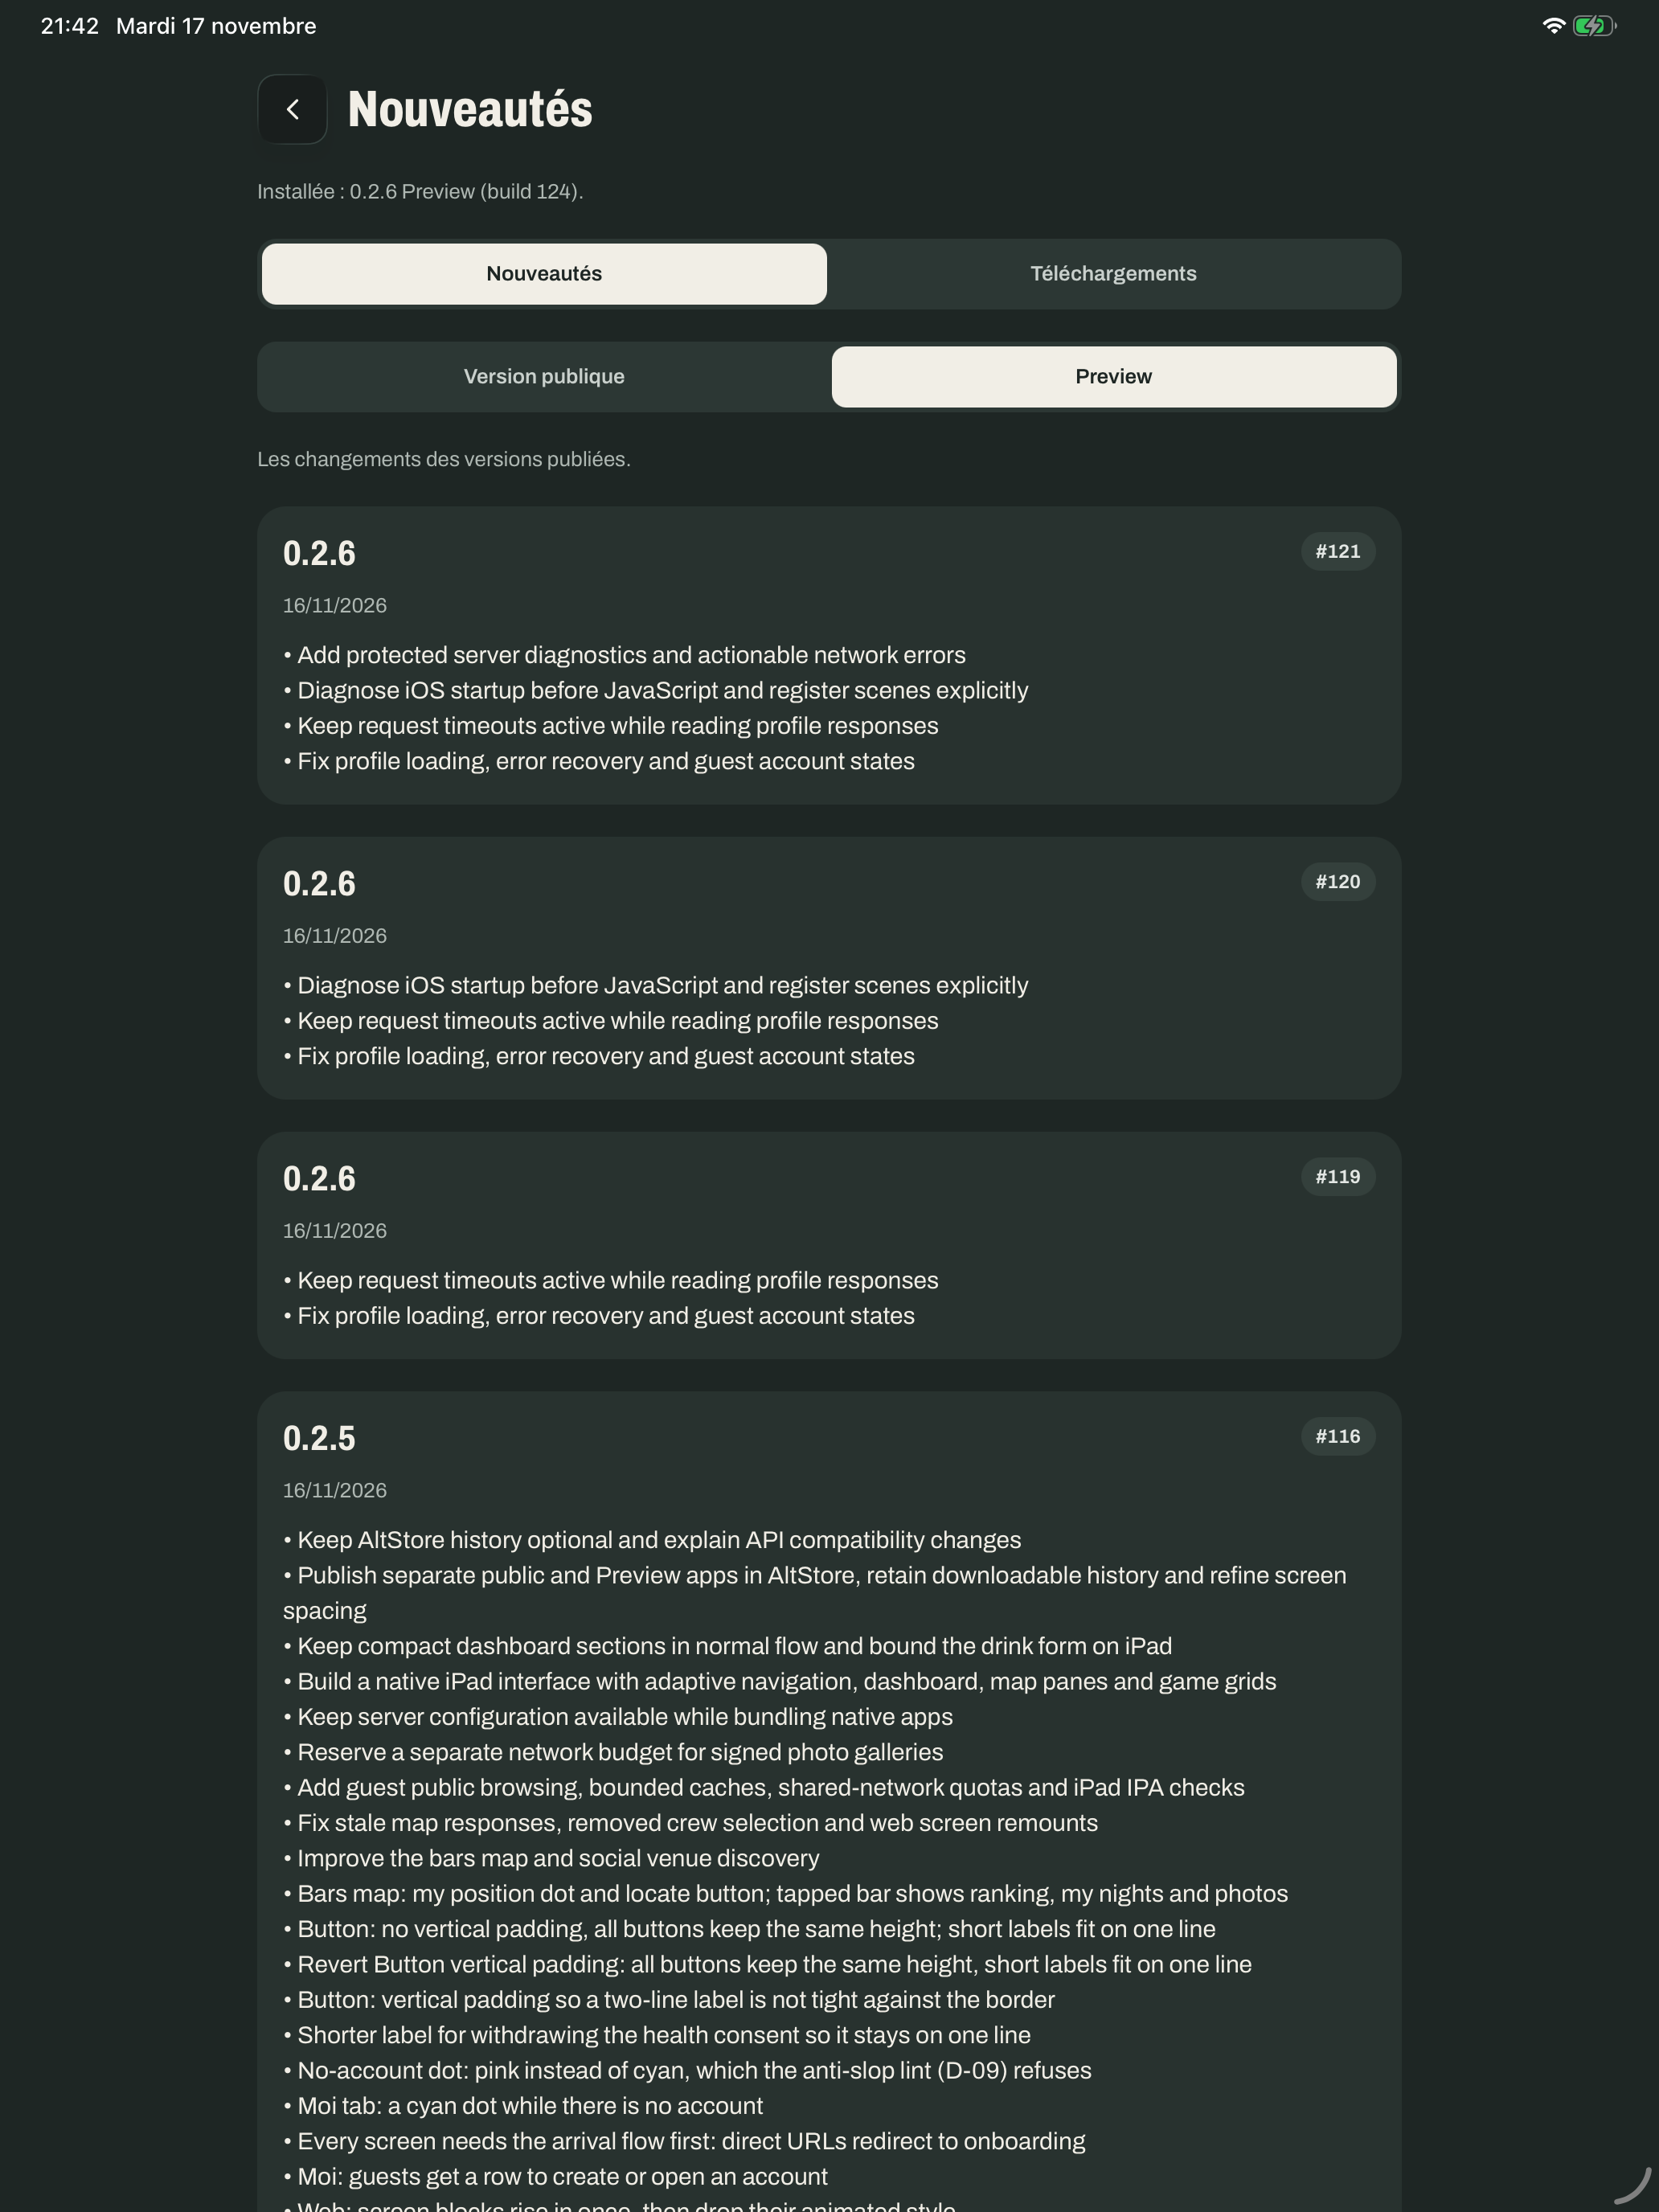 21:42 Mardi 17 novembre
Nouveautés
Installée : 0.2.6 Preview (build 124).
Nouveautés
Téléchargements
Version publique
Preview
Les changements des versions publiées.
0.2.6
#121
16/11/2026
• Add protected server diagnostics and actionable network errors
• Diagnose iOS startup before JavaScript and register scenes explicitly
• Keep request timeouts active while reading profile responses
• Fix profile loading, error recovery and guest account states
0.2.6
#120
16/11/2026
• Diagnose iOS startup before JavaScript and register scenes explicitly
• Keep request timeouts active while reading profile responses
• Fix profile loading, error recovery and guest account states
0.2.6
#119
16/11/2026
• Keep request timeouts active while reading profile responses
• Fix profile loading, error recovery and guest account states
0.2.5
#116
16/11/2026
• Keep AltStore history optional and explain API compatibility changes
• Publish separate public and Preview apps in AltStore, retain downloadable history and refine screen
spacing
• Keep compact dashboard sections in normal flow and bound the drink form on iPad
• Build a native iPad interface with adaptive navigation, dashboard, map panes and game grids
• Keep server configuration available while bundling native apps
• Reserve a separate network budget for signed photo galleries
• Add guest public browsing, bounded caches, shared-network quotas and iPad IPA checks
• Fix stale map responses, removed crew selection and web screen remounts
• Improve the bars map and social venue discovery
• Bars map: my position dot and locate button; tapped bar shows ranking, my nights and photos
• Button: no vertical padding, all buttons keep the same height; short labels fit on one line
• Revert Button vertical padding: all buttons keep the same height, short labels fit on one line
• Button: vertical padding so a two-line label is not tight against the border
• Shorter label for withdrawing the health consent so it stays on one line
• No-account dot: pink instead of cyan, which the anti-slop lint (D-09) refuses
• Moi tab: a cyan dot while there is no account
• Every screen needs the arrival flow first: direct URLs redirect to onboarding
• Moi: guests get a row to create or open an account
• Web: screen blocks rise in once, then drop their animated style